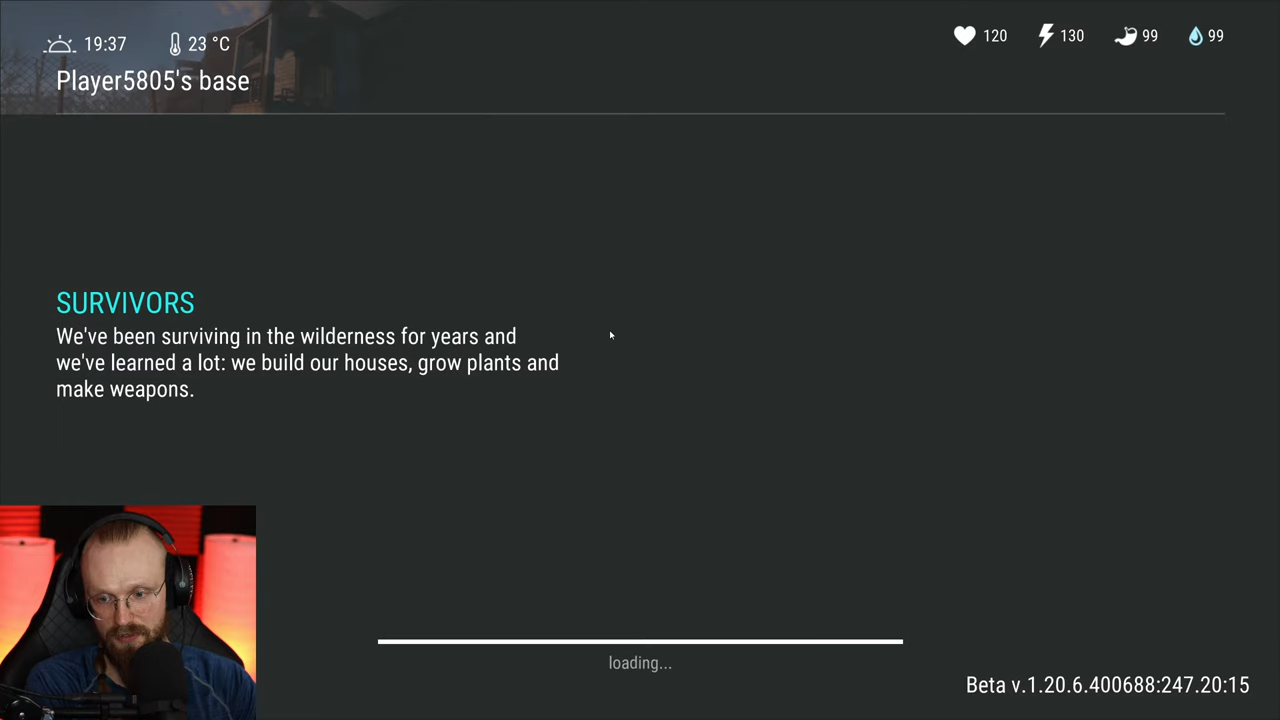 19:37 23 °C 120 130 99 99
Player5805's base
SURVIVORS
We've been surviving in the wilderness for years and
we've learned a lot: we build our houses, grow plants and
make weapons.
loading...
Beta v.1.20.6.400688:247.20:15